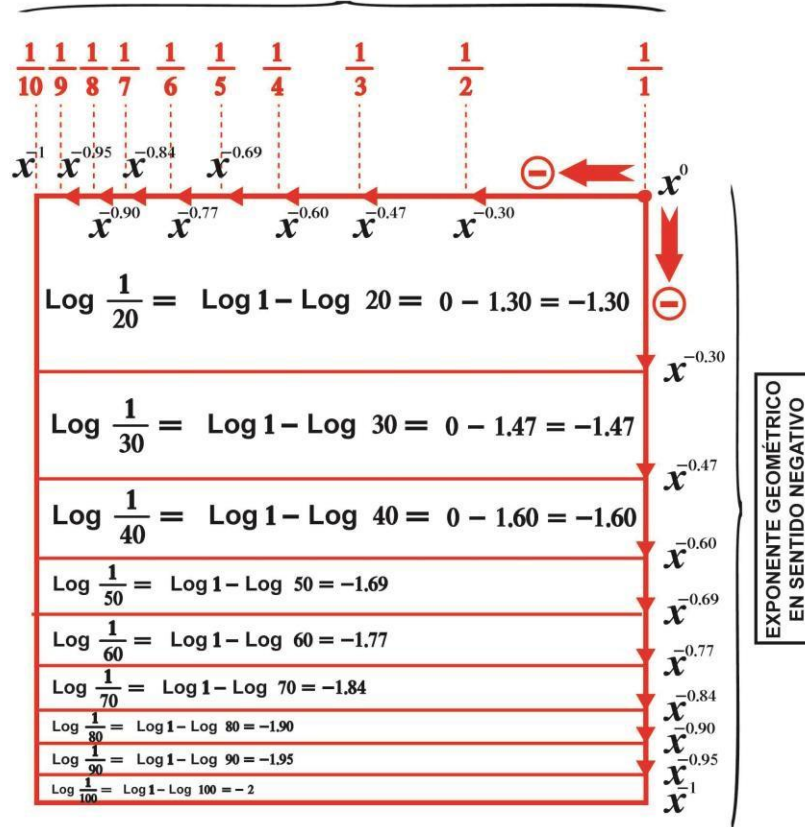 1/10 1/9 1/8 1/7 1/6 1/5 1/4 1/3 1/2 1/1
x^-1 x^-0.95 x^-0.84 x^-0.69 − x^0
x^-0.90 x^-0.77 x^-0.60 x^-0.47 x^-0.30
−
Log 1/20 = Log 1 − Log 20 = 0 − 1.30 = −1.30
x^-0.30
Log 1/30 = Log 1 − Log 30 = 0 − 1.47 = −1.47
x^-0.47
Log 1/40 = Log 1 − Log 40 = 0 − 1.60 = −1.60
x^-0.60
Log 1/50 = Log 1 − Log 50 = −1.69
x^-0.69
Log 1/60 = Log 1 − Log 60 = −1.77
x^-0.77
Log 1/70 = Log 1 − Log 70 = −1.84
x^-0.84
Log 1/80 = Log 1 − Log 80 = −1.90
x^-0.90
Log 1/90 = Log 1 − Log 90 = −1.95
x^-0.95
Log 1/100 = Log 1 − Log 100 = − 2
x^-1
EXPONENTE GEOMÉTRICO
EN SENTIDO NEGATIVO